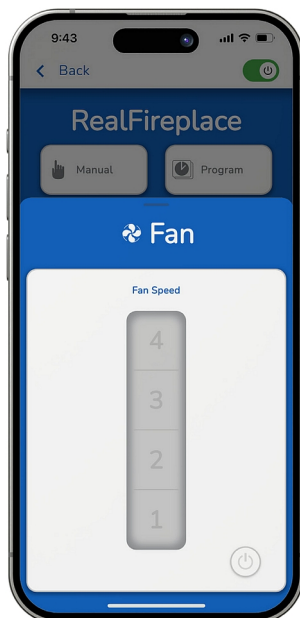 9:43
Back
RealFireplace
Manual
Program
Fan
Fan Speed
4
3
2
1